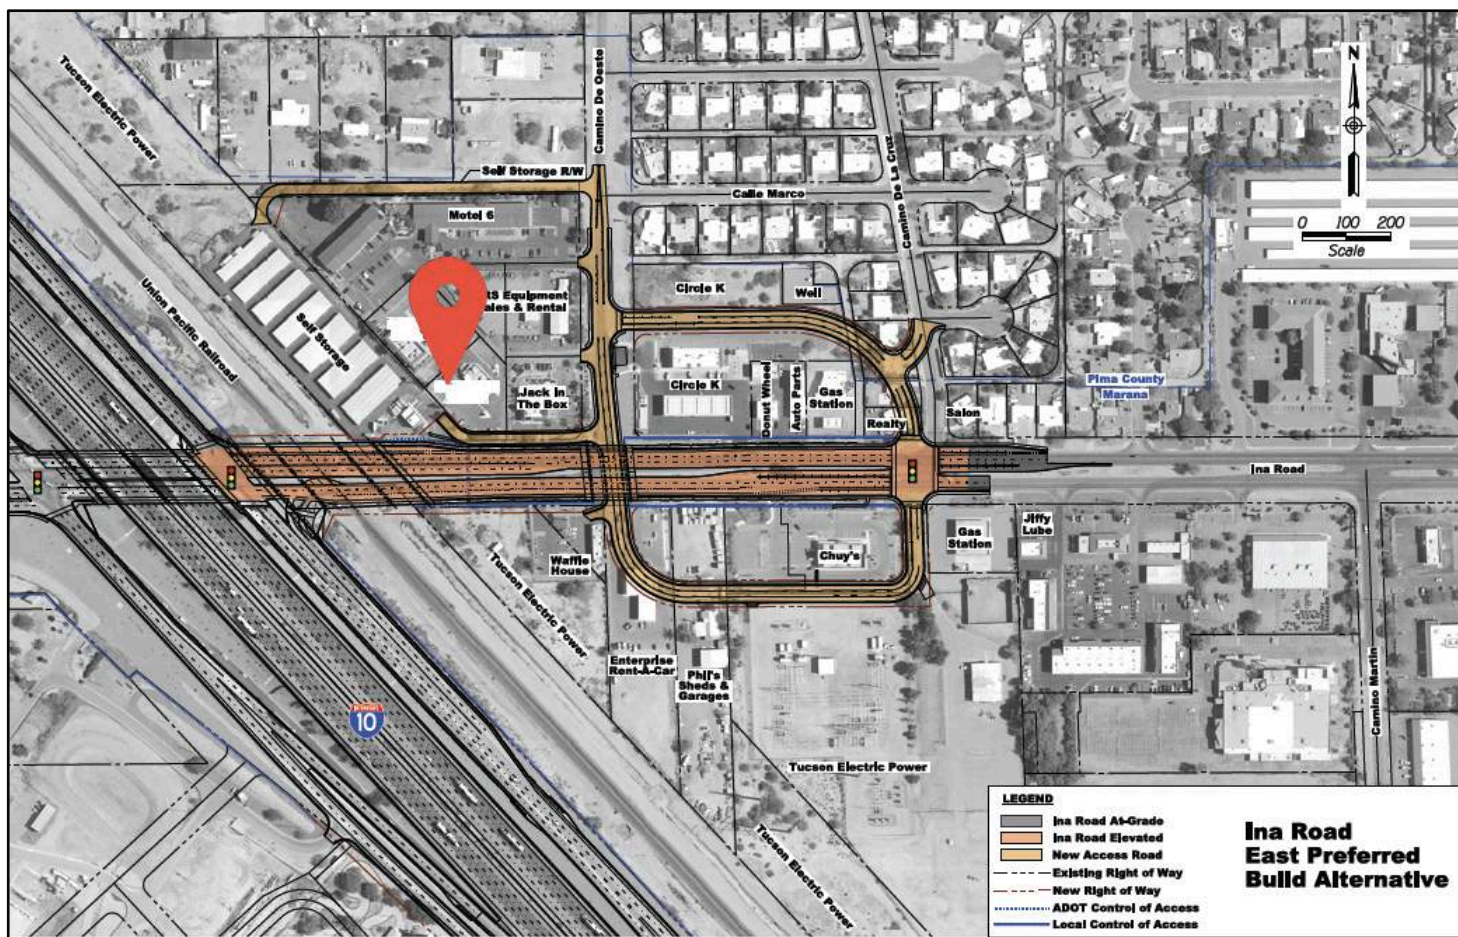 Tucson Electric Power
Camino De Oeste
N
Self Storage R/W
Camino De La Cruz
Calle Marco
Motel 6
0 100 200
Scale
Union Pacific Railroad
RS Equipment
Sales & Rental
Circle K
Well
Self Storage
Jack in
The Box
Circle K
Donut Wheel
Auto Parts
Gas
Station
Realty
Salon
Pima County
Marana
Ina Road
Waffle
House
Tucson Electric Power
Chuy's
Gas
Station
Jiffy
Lube
Enterprise
Rent-A-Car
Phil's
Sheds &
Garages
Camino Martin
INTERSTATE
10
Tucson Electric Power
Tucson Electric Power
LEGEND
Ina Road At-Grade
Ina Road Elevated
New Access Road
Existing Right of Way
New Right of Way
ADOT Control of Access
Local Control of Access
Ina Road
East Preferred
Build Alternative